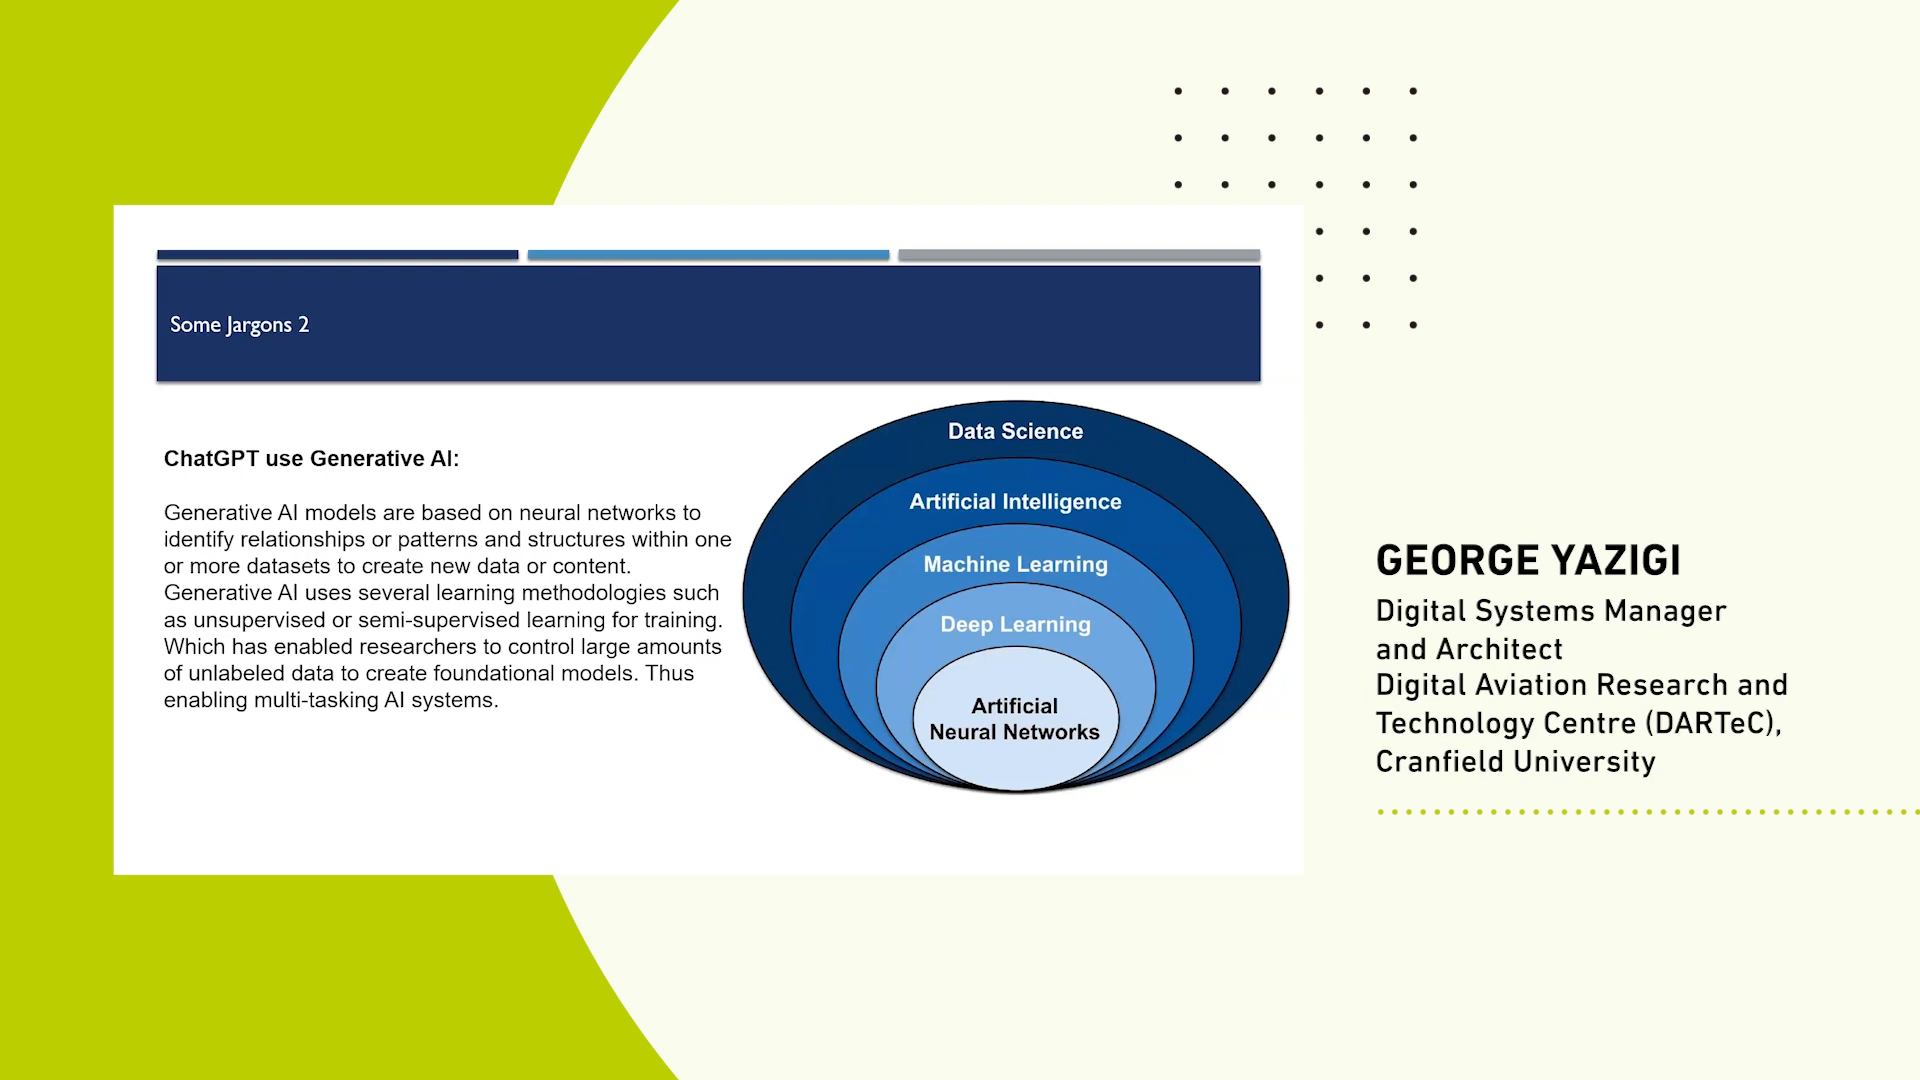 Some Jargons 2
ChatGPT use Generative AI:
Generative AI models are based on neural networks to
identify relationships or patterns and structures within one
or more datasets to create new data or content.
Generative AI uses several learning methodologies such
as unsupervised or semi-supervised learning for training.
Which has enabled researchers to control large amounts
of unlabeled data to create foundational models. Thus
enabling multi-tasking AI systems.
Data Science
Artificial Intelligence
Machine Learning
Deep Learning
Artificial
Neural Networks
GEORGE YAZIGI
Digital Systems Manager
and Architect
Digital Aviation Research and
Technology Centre (DARTeC),
Cranfield University